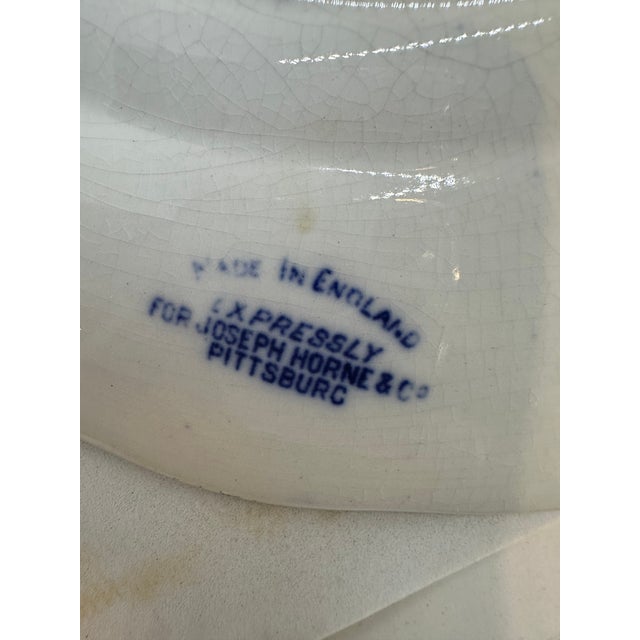 MADE IN ENGLAND
EXPRESSLY
FOR JOSEPH HORNE & Co
PITTSBURG